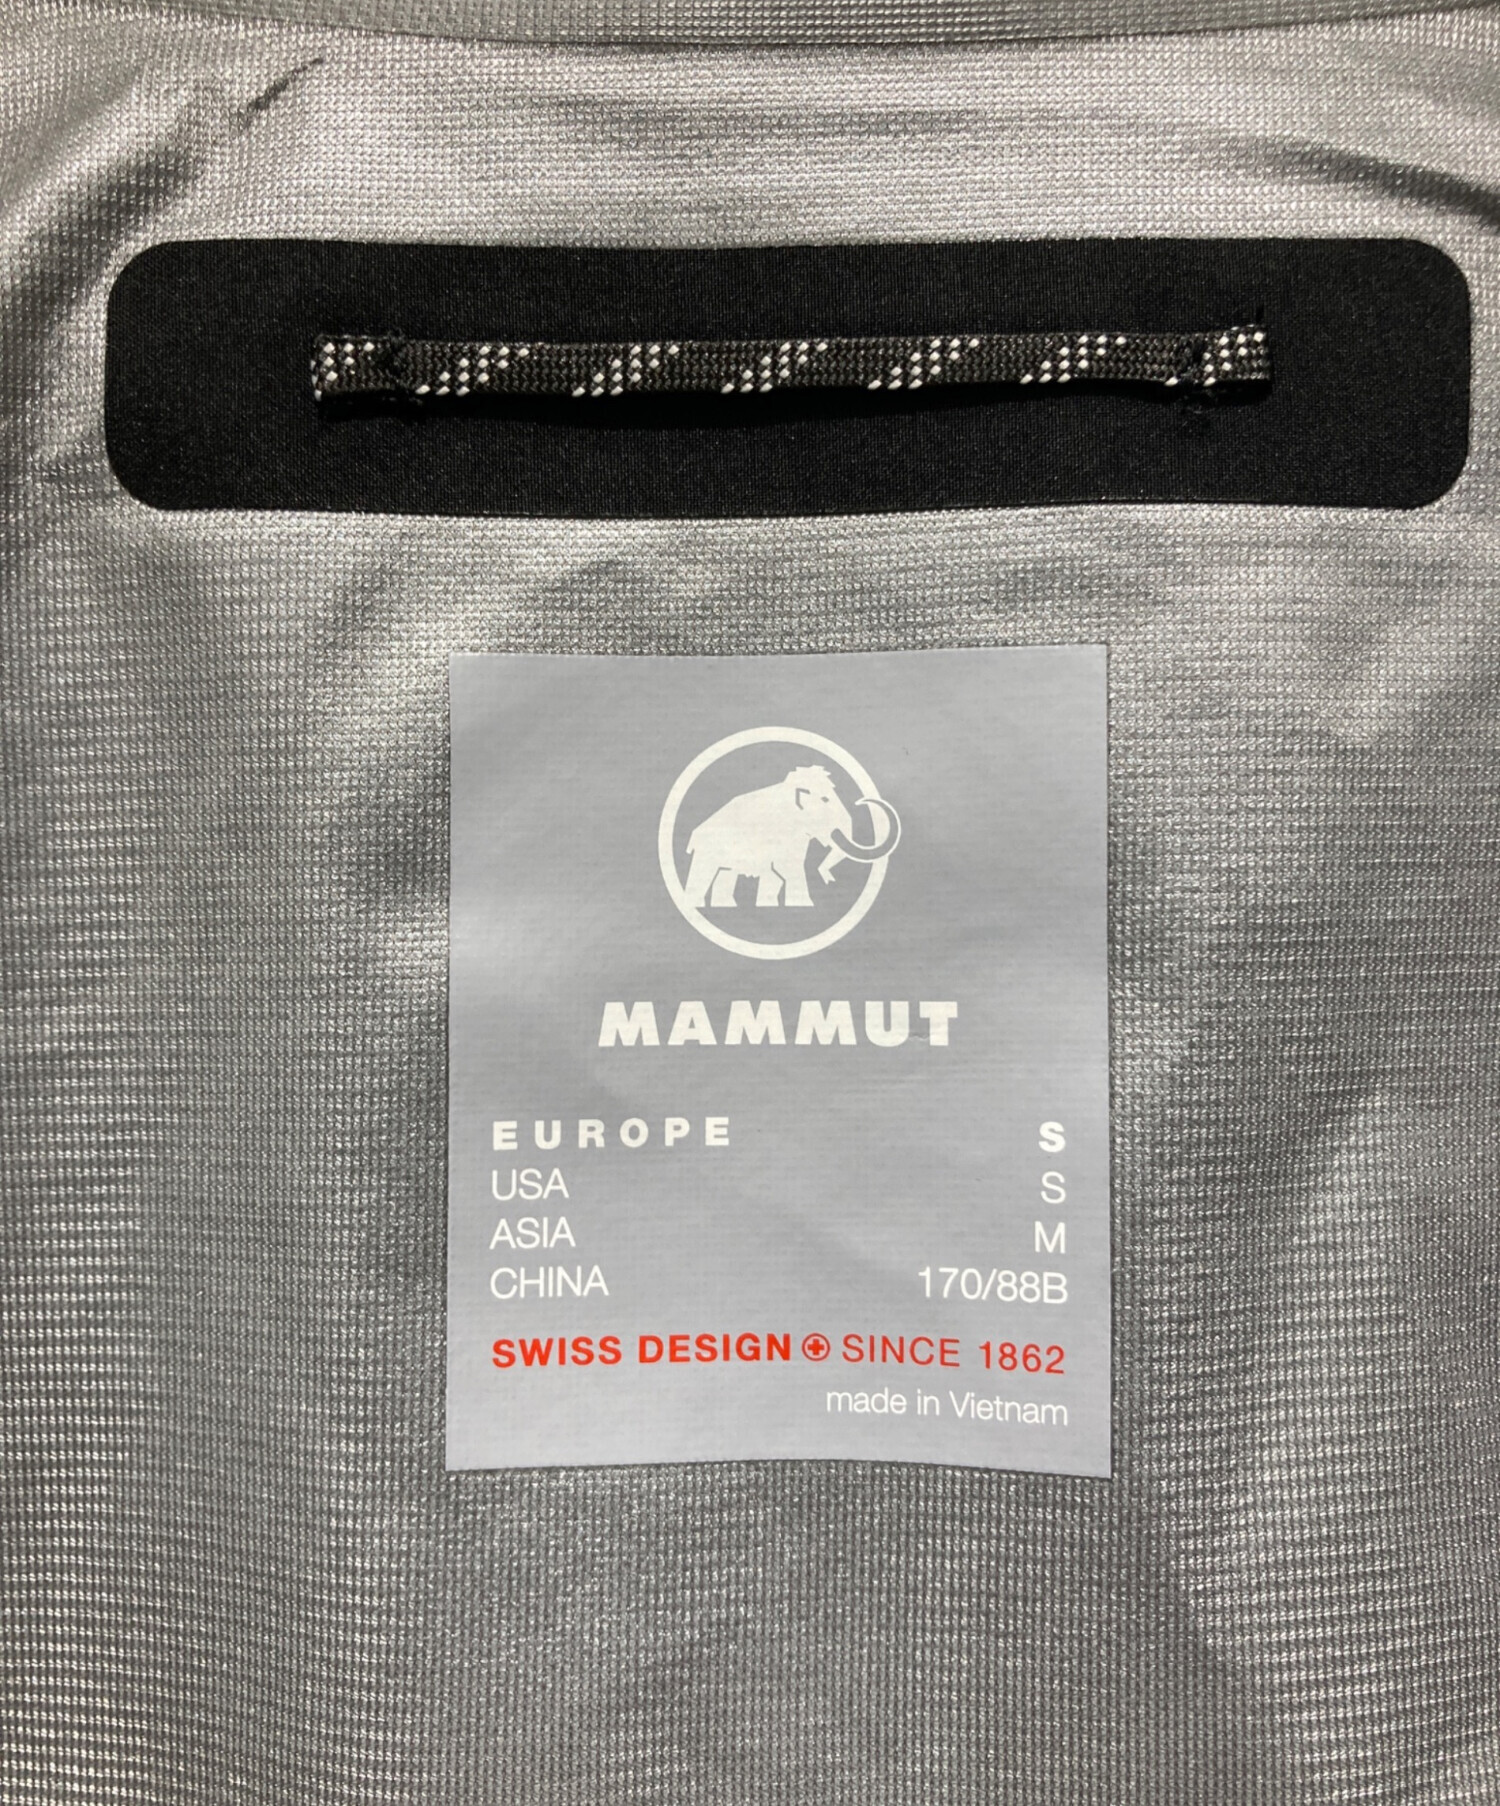 MAMMUT
EUROPE S
USA S
ASIA M
CHINA 170/88B
SWISS DESIGN SINCE 1862
made in Vietnam